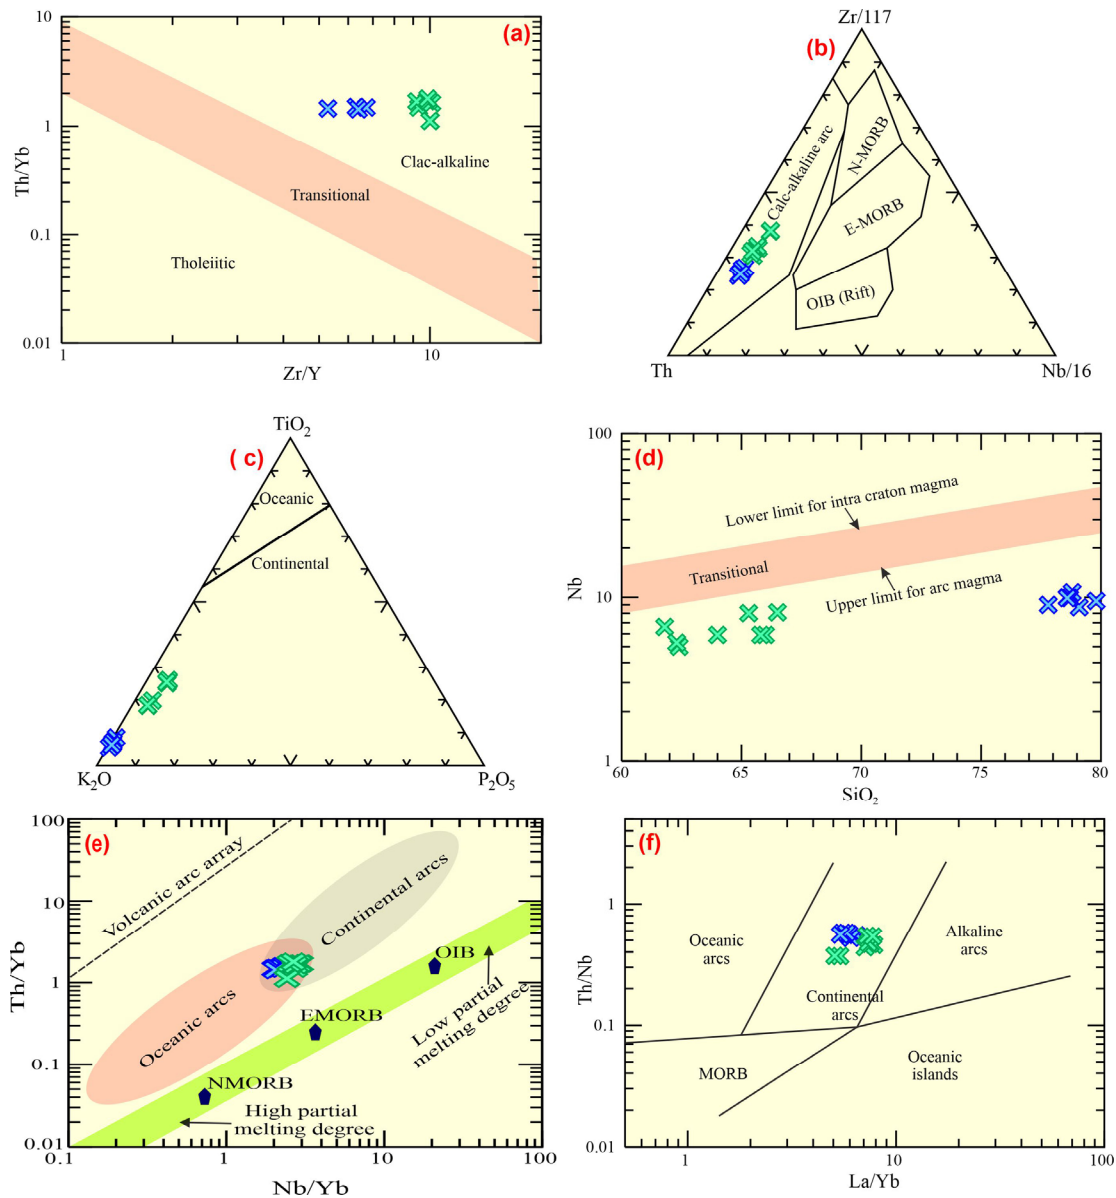 (a)
10
1
0.1
0.01
Th/Yb
Clac-alkaline
Transitional
Tholeiitic
1
10
Zr/Y
(b)
Zr/117
Calc-alkaline arc
N-MORB
E-MORB
OIB (Rift)
Th
Nb/16
( c)
TiO2
Oceanic
Continental
K2O
P2O5
(d)
100
10
1
Nb
Lower limit for intra craton magma
Transitional
Upper limit for arc magma
60
65
70
75
80
SiO2
(e)
100
10
1
0.1
0.01
Th/Yb
Volcanic arc array
Continental arcs
Oceanic arcs
OIB
EMORB
NMORB
Low partial
melting degree
High partial
melting degree
0.1
1
10
100
Nb/Yb
(f)
5
1
0.1
0.01
Th/Nb
Oceanic
arcs
Alkaline
arcs
Continental
arcs
MORB
Oceanic
islands
1
10
100
La/Yb